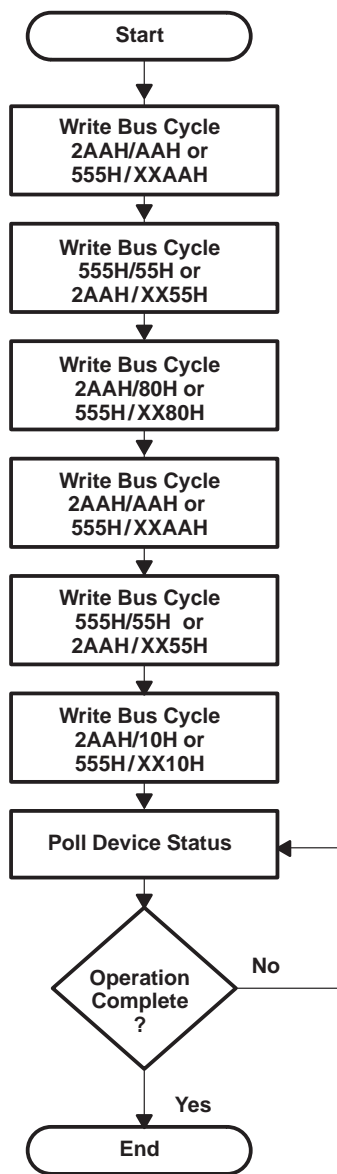 Start
Write Bus Cycle
2AAH/AAH or
555H/XXAAH
Write Bus Cycle
555H/55H or
2AAH/XX55H
Write Bus Cycle
2AAH/80H or
555H/XX80H
Write Bus Cycle
2AAH/AAH or
555H/XXAAH
Write Bus Cycle
555H/55H or
2AAH/XX55H
Write Bus Cycle
2AAH/10H or
555H/XX10H
Poll Device Status
Operation
Complete
?
No
Yes
End